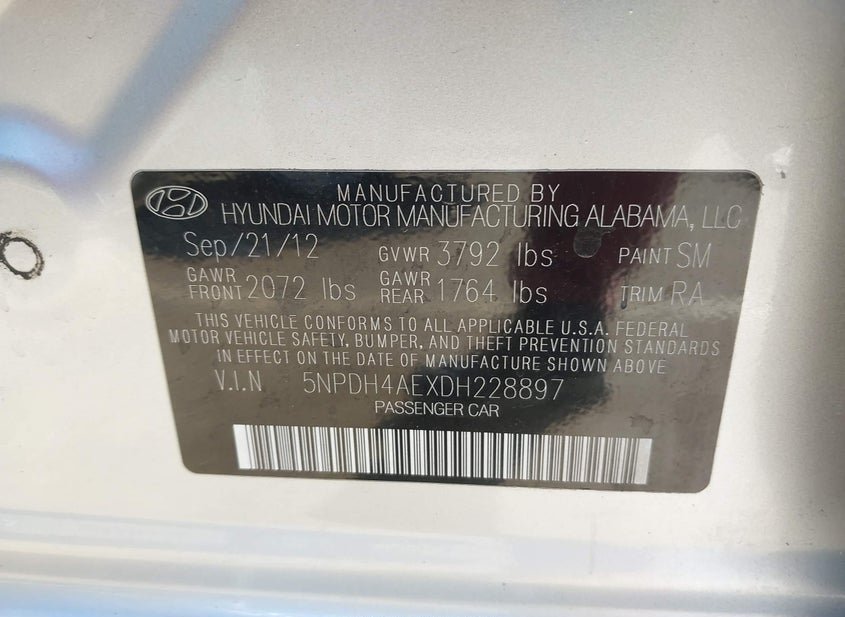 MANUFACTURED BY
HYUNDAI MOTOR MANUFACTURING ALABAMA, LLC
Sep/21/12 GVWR 3792 lbs PAINT SM
GAWR FRONT 2072 lbs GAWR REAR 1764 lbs TRIM RA
THIS VEHICLE CONFORMS TO ALL APPLICABLE U.S.A. FEDERAL
MOTOR VEHICLE SAFETY, BUMPER, AND THEFT PREVENTION STANDARDS
IN EFFECT ON THE DATE OF MANUFACTURE SHOWN ABOVE
V.I.N 5NPDH4AEXDH228897
PASSENGER CAR